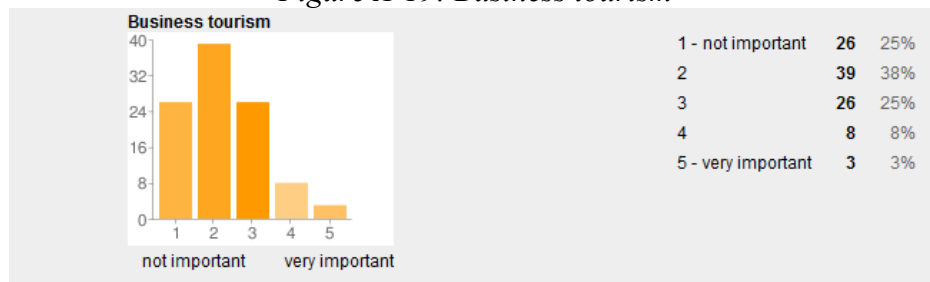 Business tourism
40
32
24
16
8
0
1 2 3 4 5
not important very important
1 - not important 26 25%
2 39 38%
3 26 25%
4 8 8%
5 - very important 3 3%